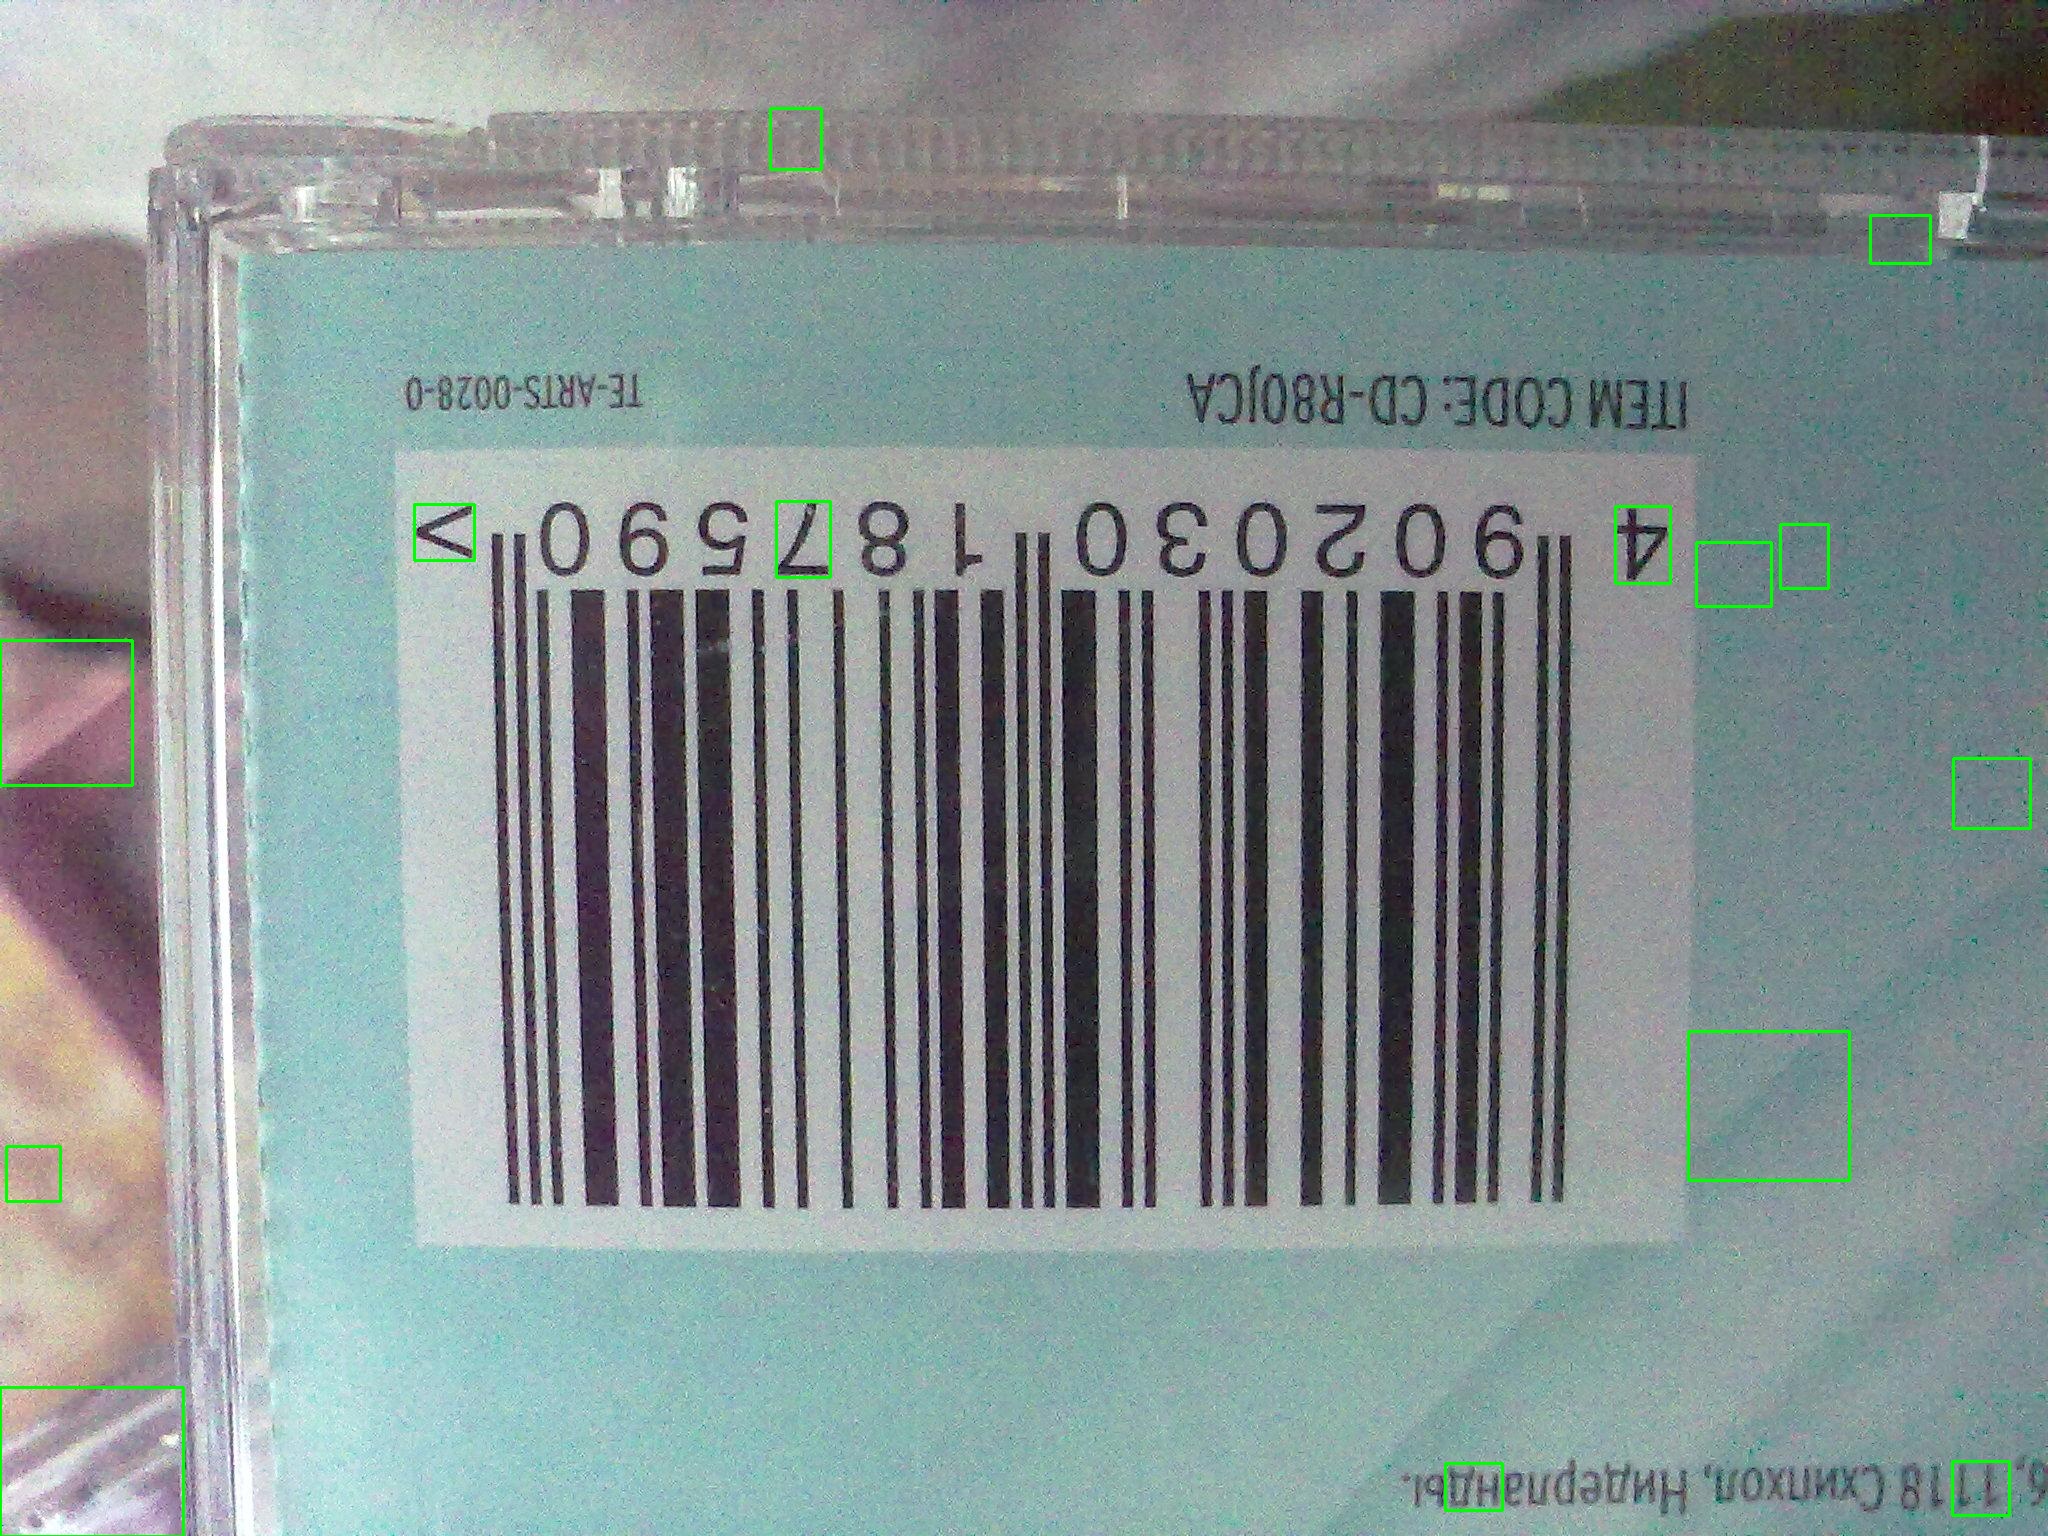 6, 1118 Схипхол, Нидерланды.
4 902030 187590 >
ITEM CODE: CD-R80JCA TE-ARTS-0028-0